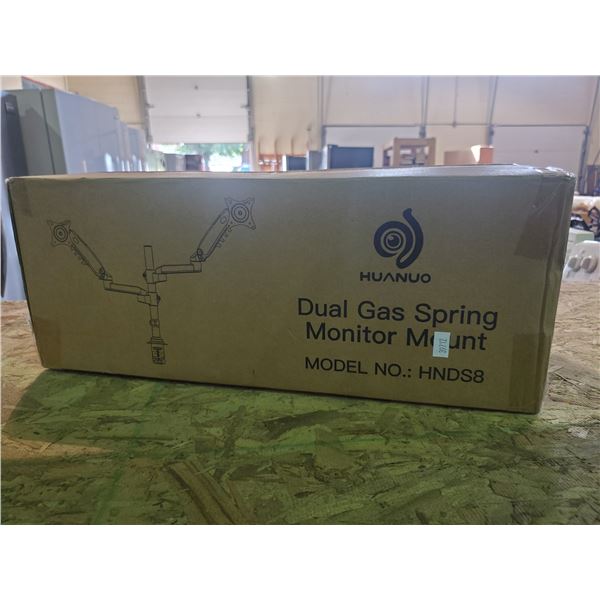 HUANUO
Dual Gas Spring
Monitor Mount
MODEL NO.: HNDS8